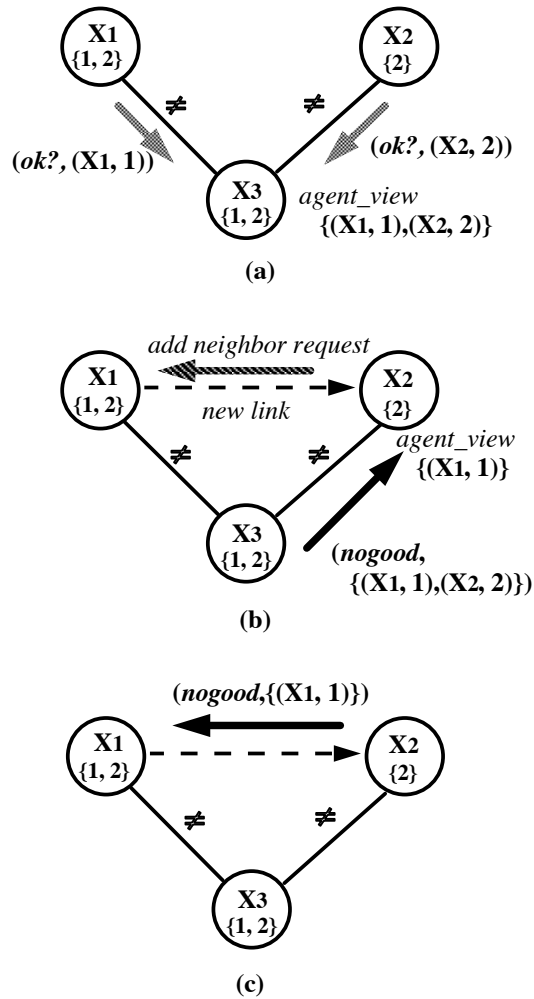 X1
{1, 2}
X2
{2}
≠
≠
(ok?, (X1, 1))
(ok?, (X2, 2))
X3
{1, 2}
agent_view
{(X1, 1),(X2, 2)}
(a)
add neighbor request
X1
{1, 2}
X2
{2}
new link
agent_view
{(X1, 1)}
≠
≠
X3
{1, 2}
(nogood,
{(X1, 1),(X2, 2)})
(b)
(nogood,{(X1, 1)})
X1
{1, 2}
X2
{2}
≠
≠
X3
{1, 2}
(c)